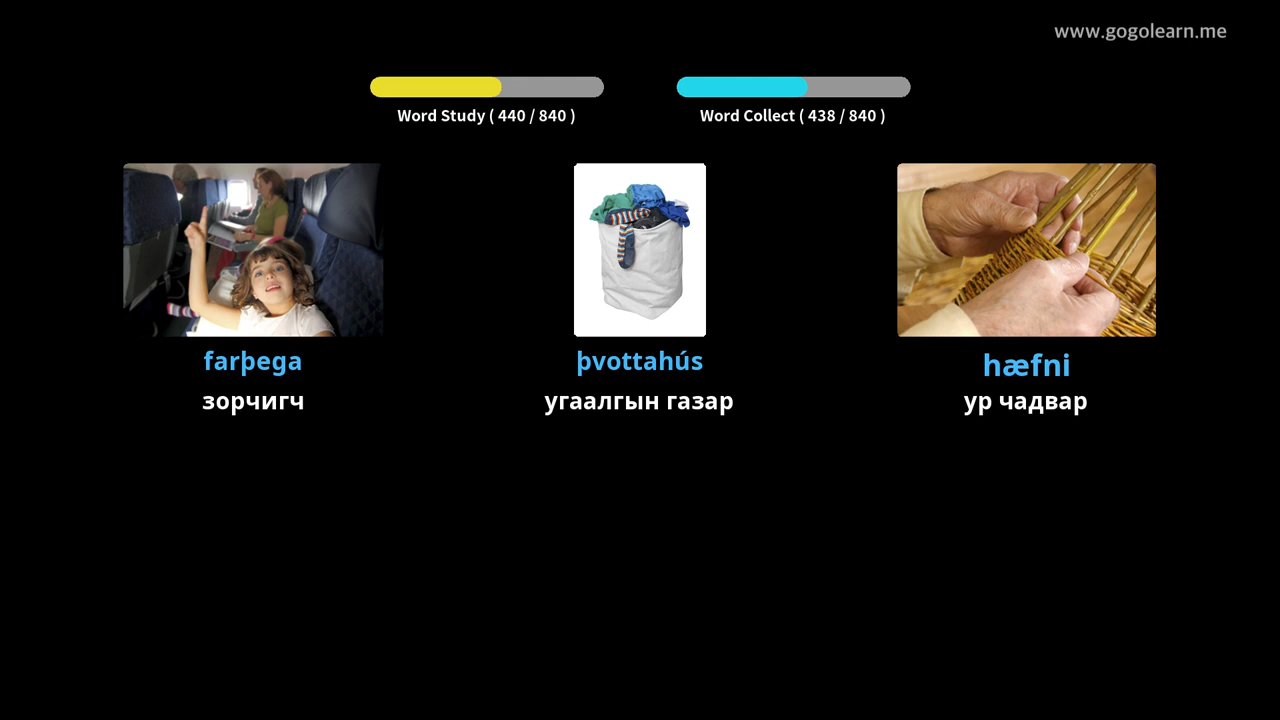 www.gogolearn.me
Word Study ( 440 / 840 )
Word Collect ( 438 / 840 )
farþega
зорчигч
þvottahús
угаалгын газар
hæfni
ур чадвар